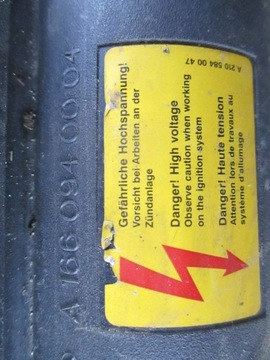 A 166 094 00 04
A 210 584 00 47
Gefährliche Hochspannung!
Vorsicht bei Arbeiten an der
Zündanlage
Danger! High voltage
Observe caution when working
on the ignition system
Danger! Haute tension
Attention lors de travaux au
système d'allumage